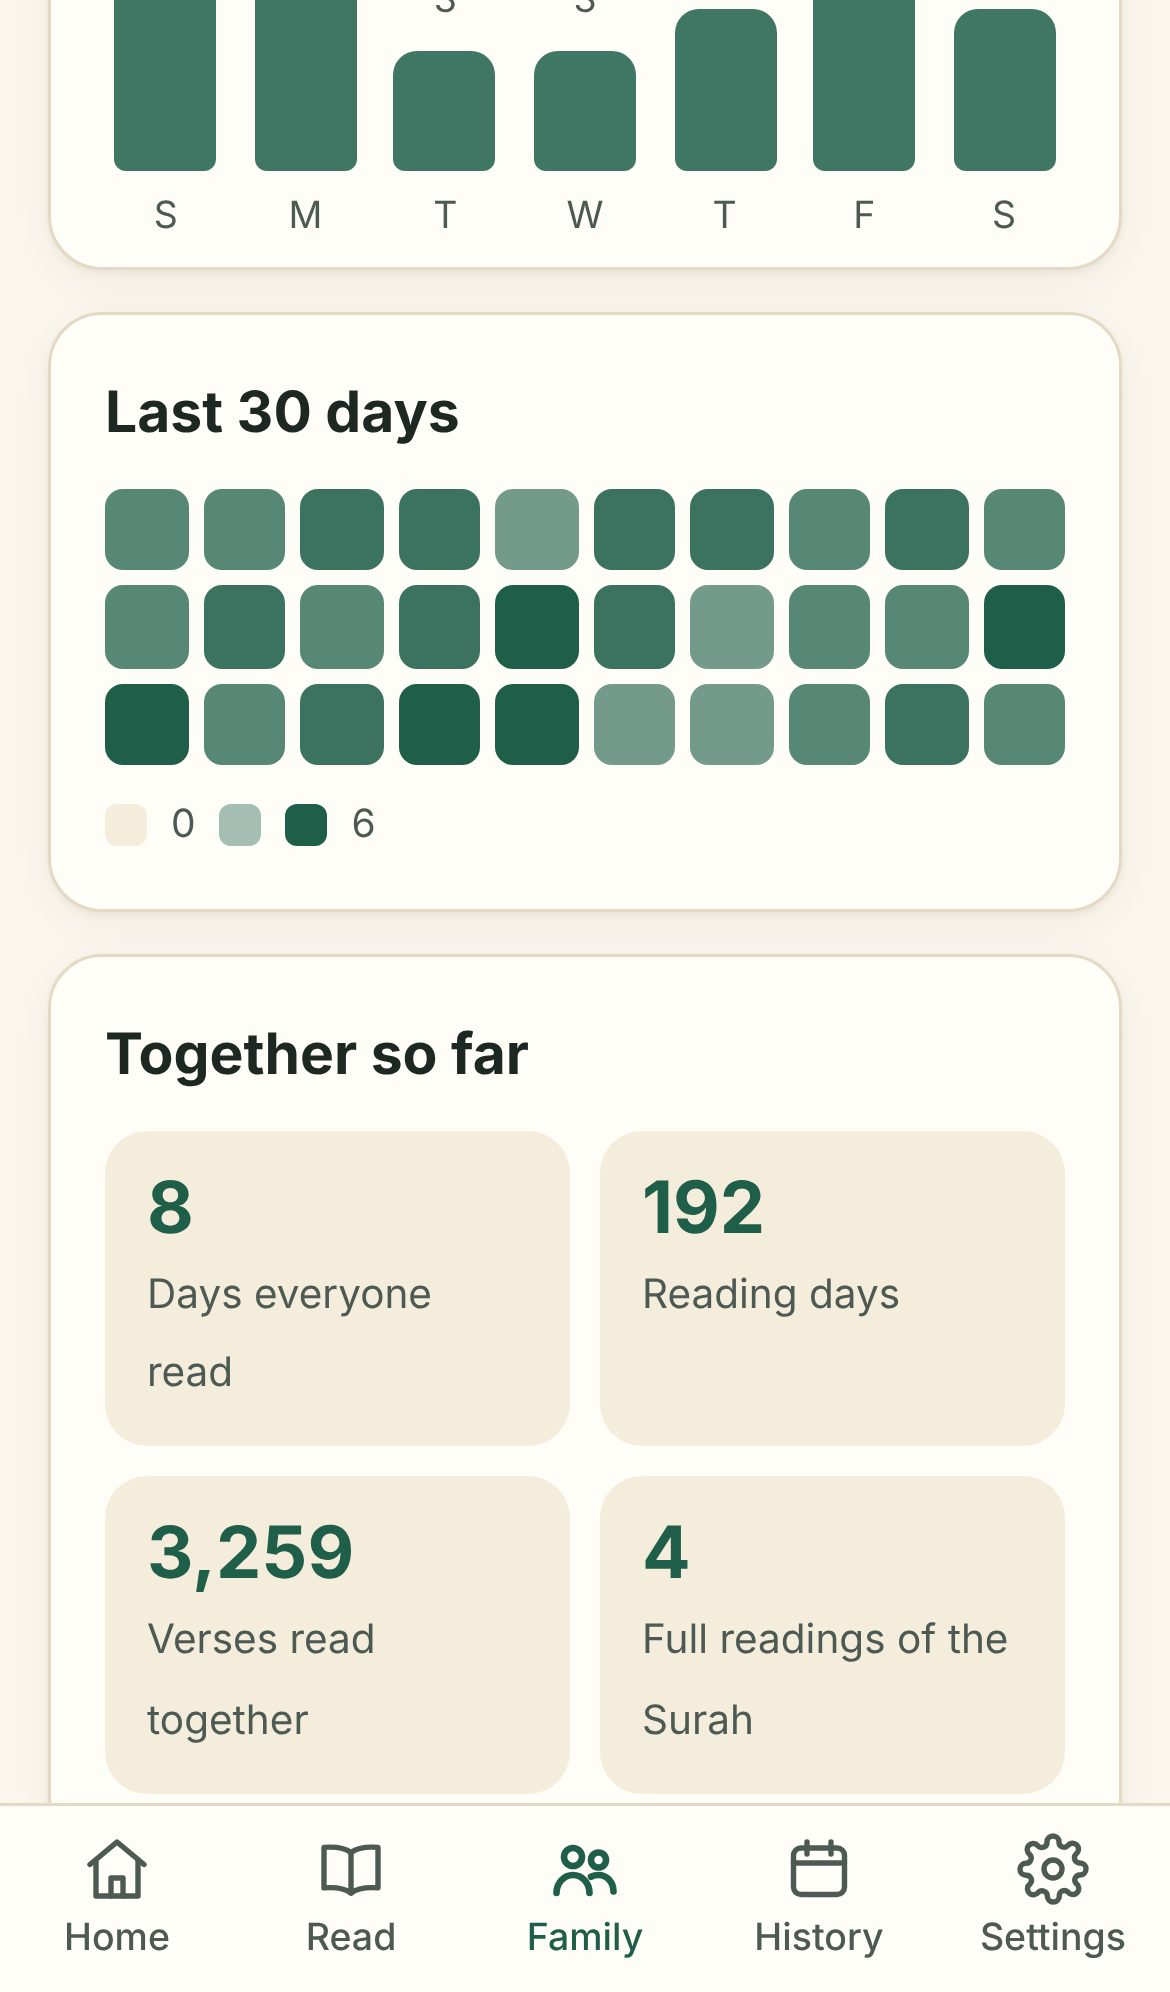 S M T W T F S
Last 30 days
0 6
Together so far
8
Days everyone
read
192
Reading days
3,259
Verses read
together
4
Full readings of the
Surah
Home Read Family History Settings